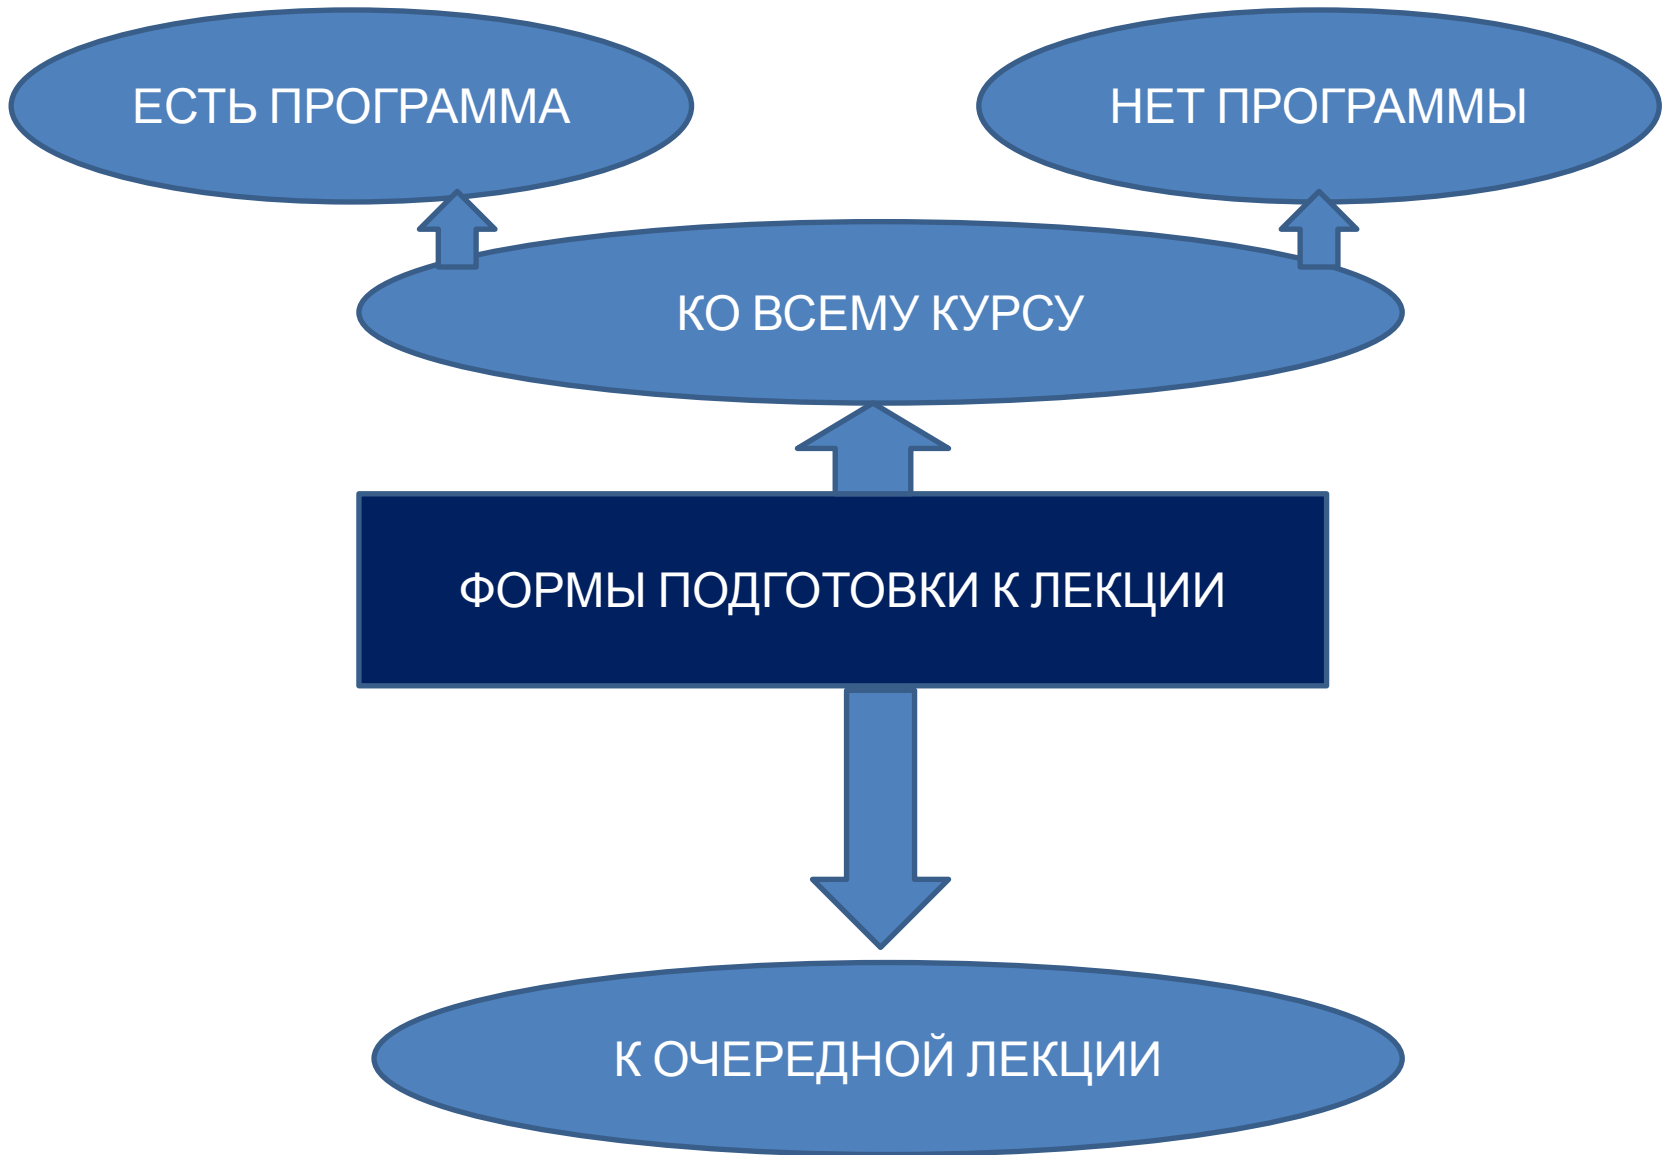 ЕСТЬ ПРОГРАММА
НЕТ ПРОГРАММЫ
КО ВСЕМУ КУРСУ
ФОРМЫ ПОДГОТОВКИ К ЛЕКЦИИ
К ОЧЕРЕДНОЙ ЛЕКЦИИ